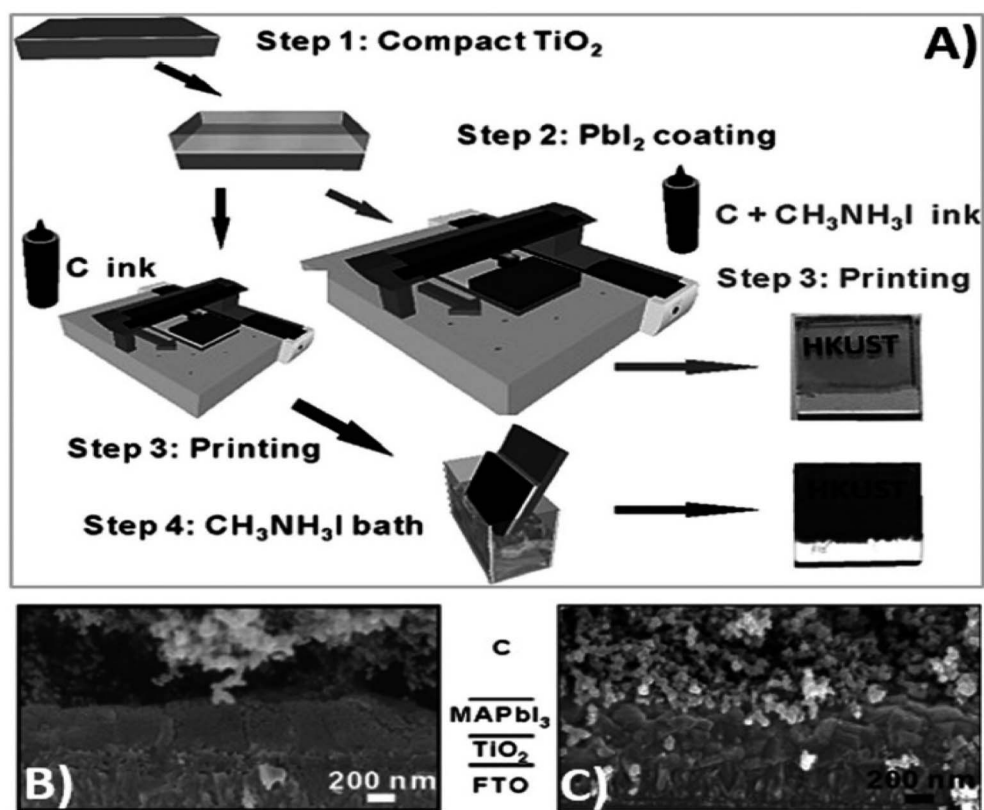 A)
Step 1: Compact TiO₂
Step 2: PbI₂ coating
C + CH₃NH₃I ink
C ink
Step 3: Printing
HKUST
Step 3: Printing
HKUST
Step 4: CH₃NH₃I bath
B)
200 nm
C
MAPbI₃
TiO₂
FTO
C)
200 nm